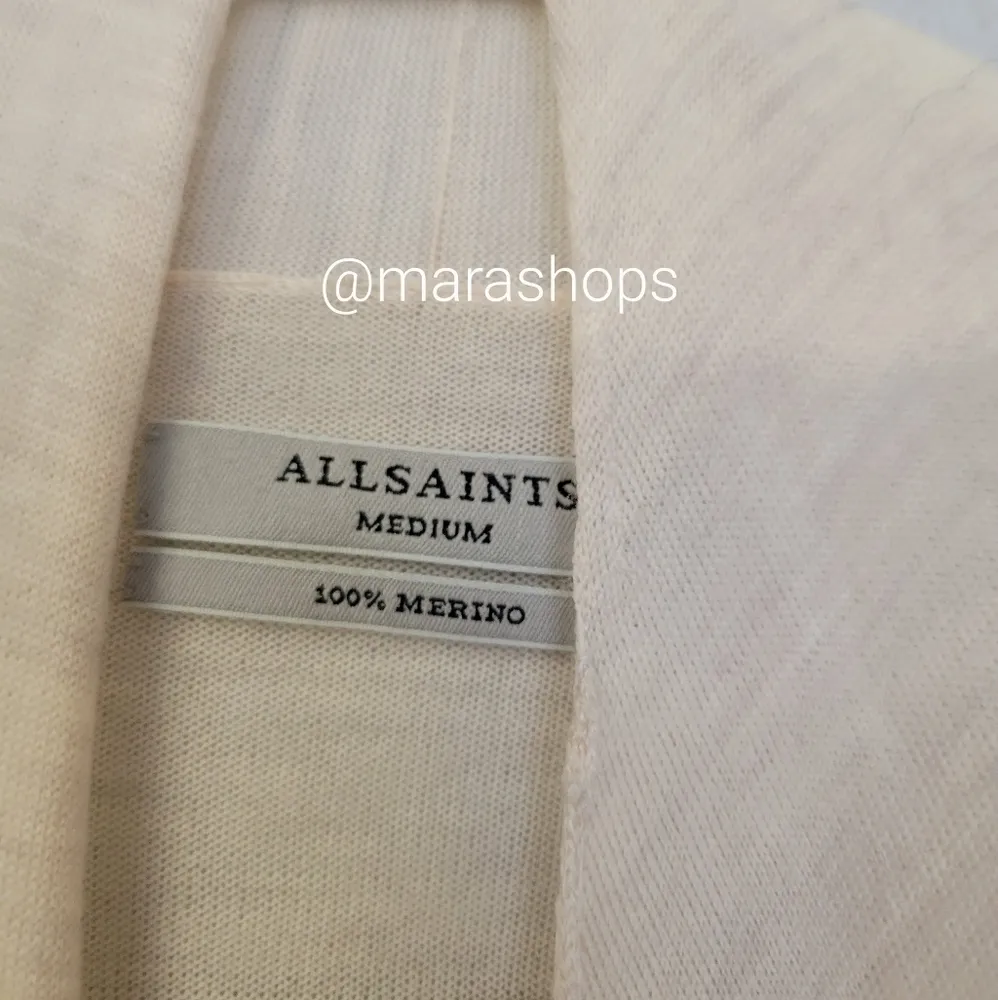 @marashops
ALLSAINTS
MEDIUM
100% MERINO